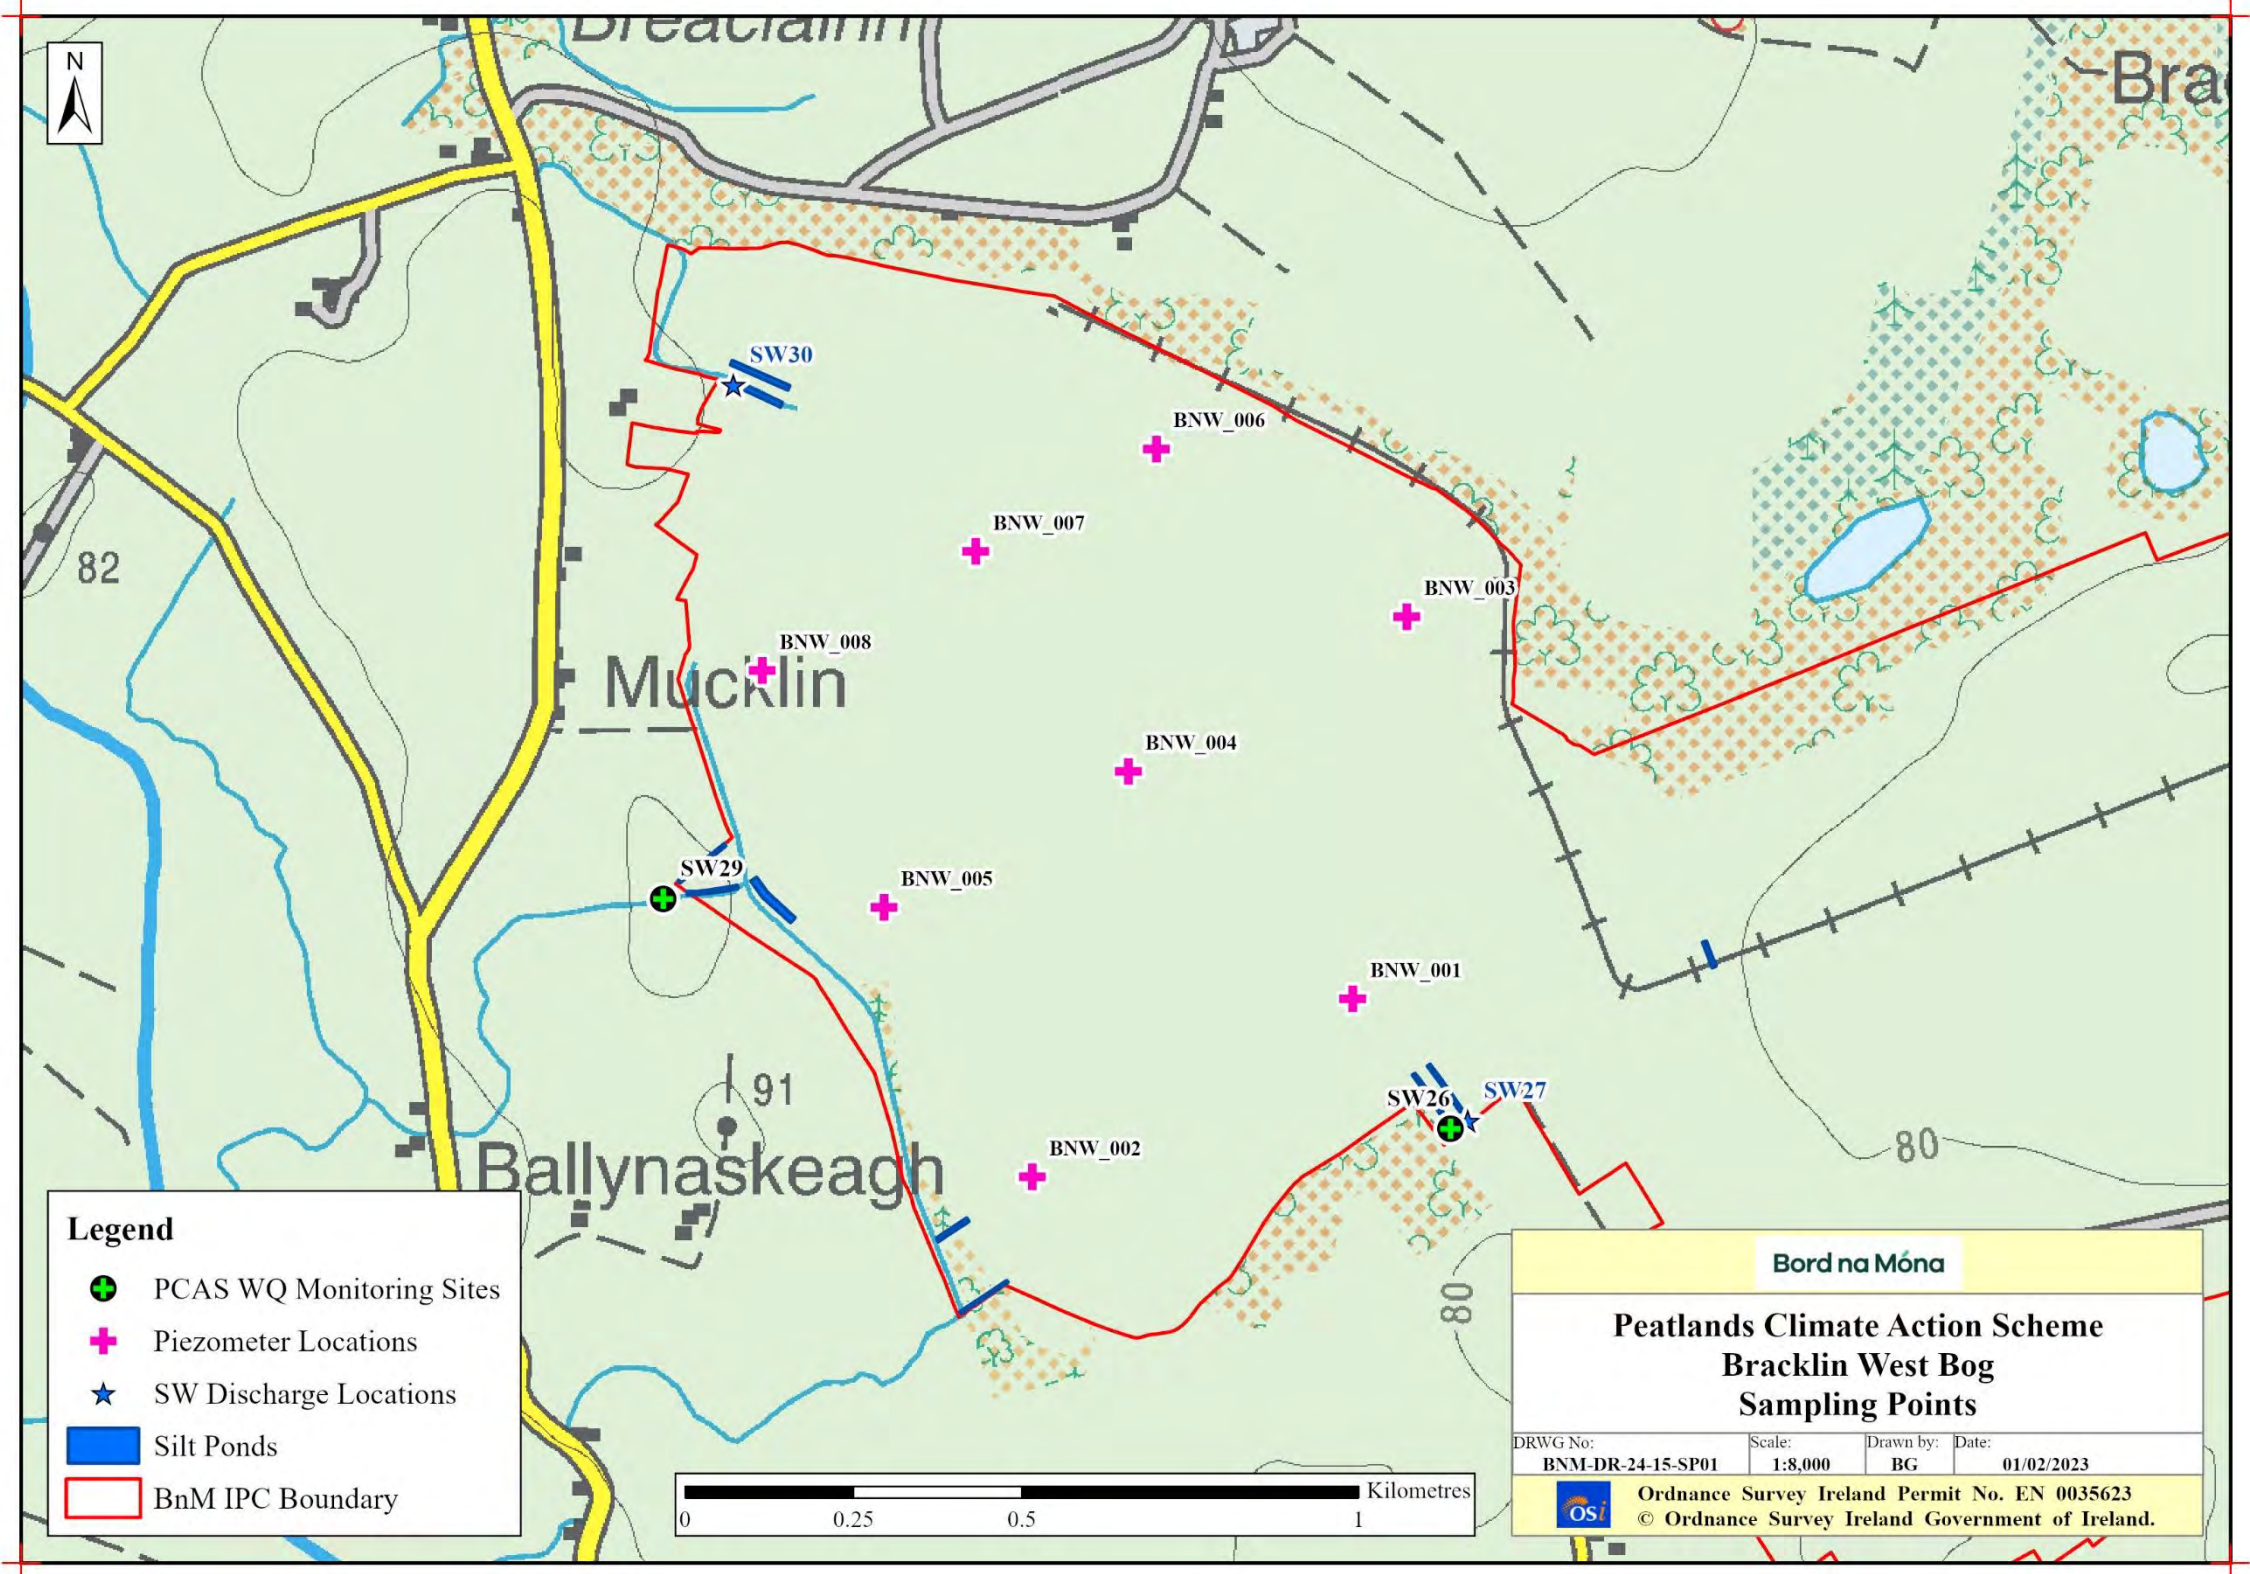 Breaclainn
N
SW30
BNW_006
BNW_007
82
BNW_003
BNW_008
Mucklin
BNW_004
SW29
BNW_005
BNW_001
91
SW26
SW27
80
BNW_002
Ballynaskeagh
80
Legend
PCAS WQ Monitoring Sites
Piezometer Locations
SW Discharge Locations
Silt Ponds
BnM IPC Boundary
Kilometres
0 0.25 0.5 1
Bord na Móna
Peatlands Climate Action Scheme
Bracklin West Bog
Sampling Points
DRWG No: Scale: Drawn by: Date:
BNM-DR-24-15-SP01 1:8,000 BG 01/02/2023
OSi
Ordnance Survey Ireland Permit No. EN 0035623
© Ordnance Survey Ireland Government of Ireland.